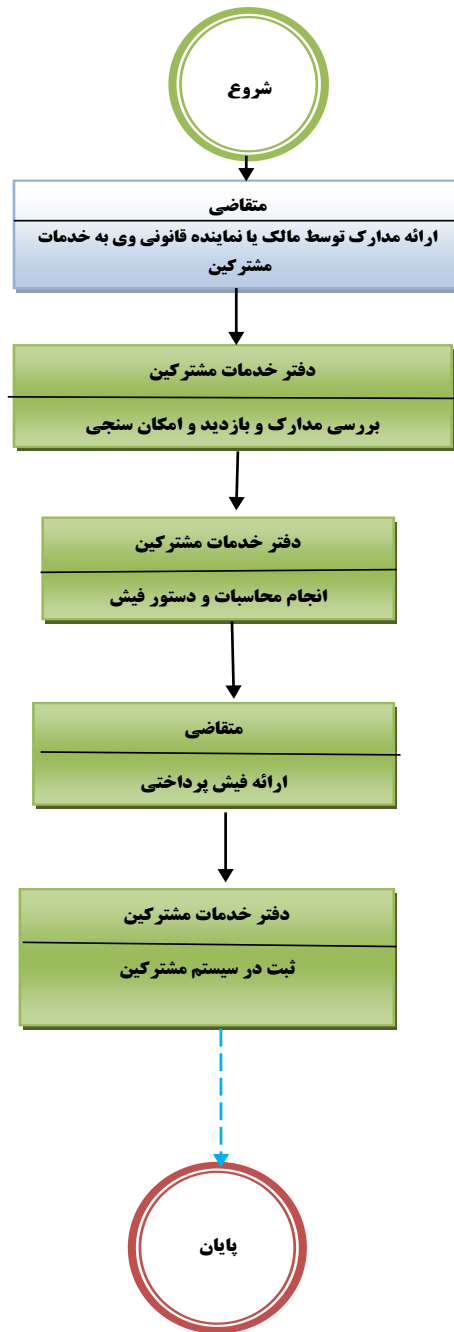 شروع
متقاضی
ارائه مدارک توسط مالک یا نماینده قانونی وی به خدمات
مشترکین
دفتر خدمات مشترکین
بررسی مدارک و بازدید و امکان سنجی
دفتر خدمات مشترکین
انجام محاسبات و دستور فیش
متقاضی
ارائه فیش پرداختی
دفتر خدمات مشترکین
ثبت در سیستم مشترکین
پایان